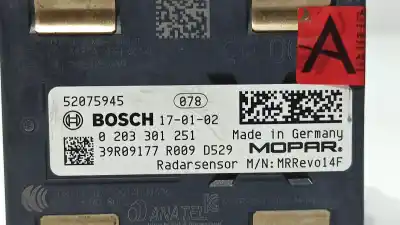 A
52075945 078
BOSCH 17-01-02
0 203 301 251 Made in Germany
39R09177 R009 D529 MOPAR.
Radarsensor M/N:MRRevo14F
ANATEL